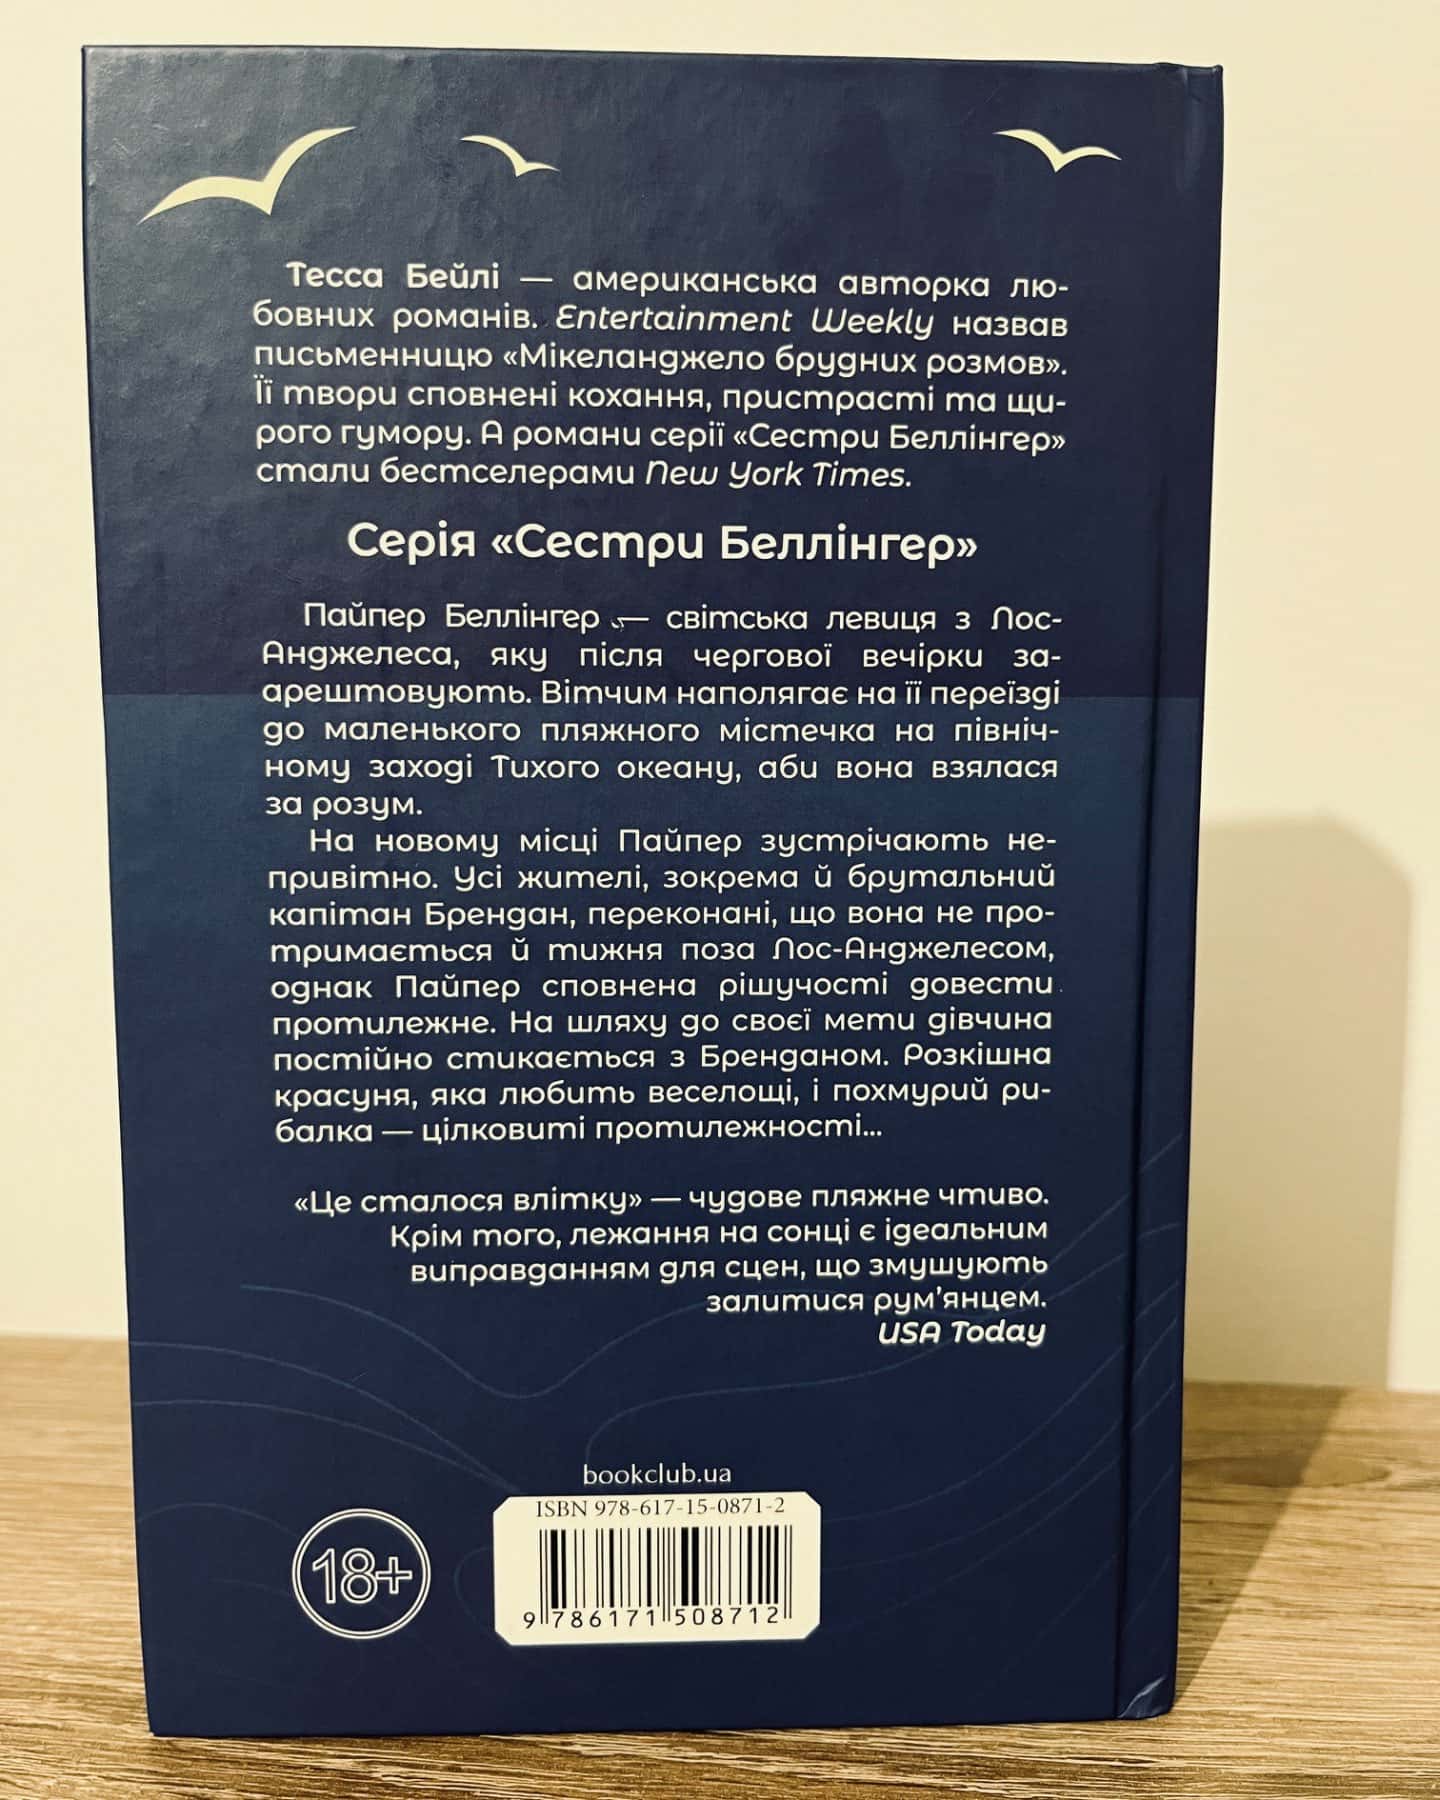 Тесса Бейлі — американська авторка лю-
бовних романів. Entertainment Weekly назвав
письменницю «Мікеланджело брудних розмов».
Її твори сповнені кохання, пристрасті та щи-
рого гумору. А романи серії «Сестри Беллінгер»
стали бестселерами New York Times.
Серія «Сестри Беллінгер»
Пайпер Беллінгер — світська левиця з Лос-
Анджелеса, яку після чергової вечірки за-
арештовують. Вітчим наполягає на її переїзді
до маленького пляжного містечка на північ-
ному заході Тихого океану, аби вона взялася
за розум.
На новому місці Пайпер зустрічають не-
привітно. Усі жителі, зокрема й брутальний
капітан Брендан, переконані, що вона не про-
тримається й тижня поза Лос-Анджелесом,
однак Пайпер сповнена рішучості довести
протилежне. На шляху до своєї мети дівчина
постійно стикається з Бренданом. Розкішна
красуня, яка любить веселощі, і похмурий ри-
балка — цілковиті протилежності...
«Це сталося влітку» — чудове пляжне чтиво.
Крім того, лежання на сонці є ідеальним
виправданням для сцен, що змушують
залитися рум’янцем.
USA Today
bookclub.ua
ISBN 978-617-15-0871-2
18+
9 786171 508712